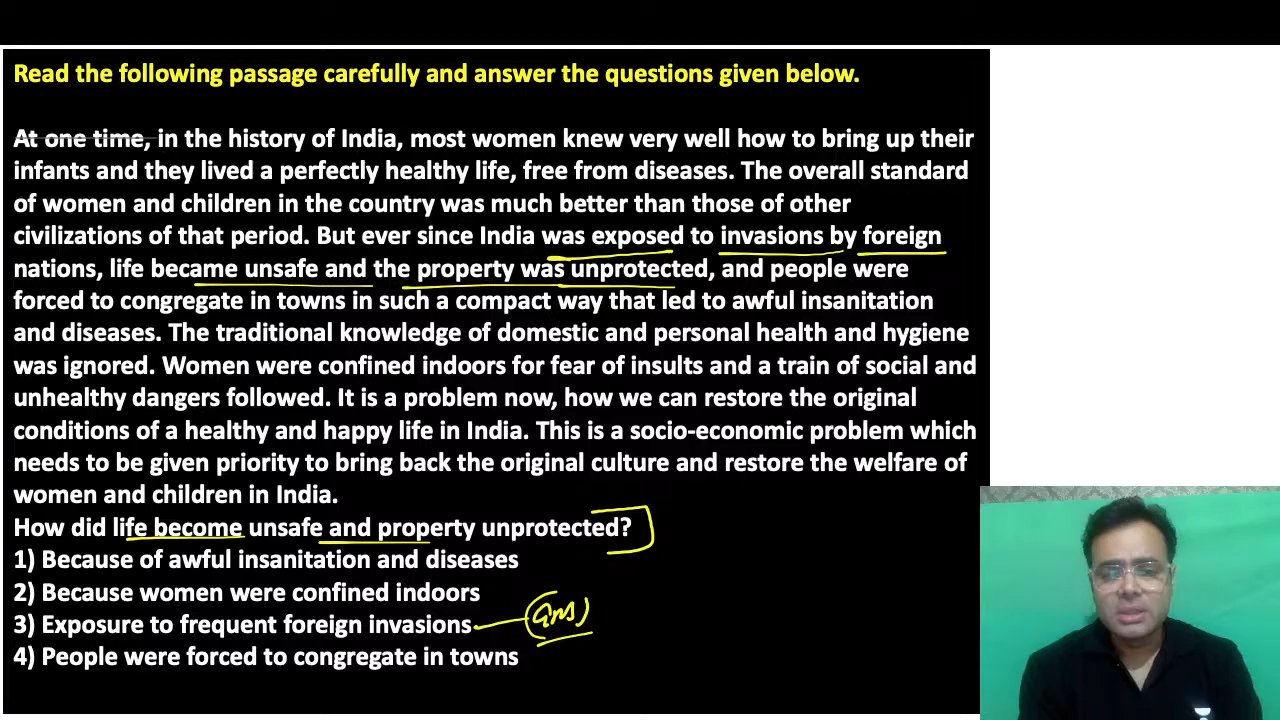 Read the following passage carefully and answer the questions given below.
At one time, in the history of India, most women knew very well how to bring up their
infants and they lived a perfectly healthy life, free from diseases. The overall standard
of women and children in the country was much better than those of other
civilizations of that period. But ever since India was exposed to invasions by foreign
nations, life became unsafe and the property was unprotected, and people were
forced to congregate in towns in such a compact way that led to awful insanitation
and diseases. The traditional knowledge of domestic and personal health and hygiene
was ignored. Women were confined indoors for fear of insults and a train of social and
unhealthy dangers followed. It is a problem now, how we can restore the original
conditions of a healthy and happy life in India. This is a socio-economic problem which
needs to be given priority to bring back the original culture and restore the welfare of
women and children in India.
How did life become unsafe and property unprotected?
1) Because of awful insanitation and diseases
2) Because women were confined indoors
3) Exposure to frequent foreign invasions (ans)
4) People were forced to congregate in towns